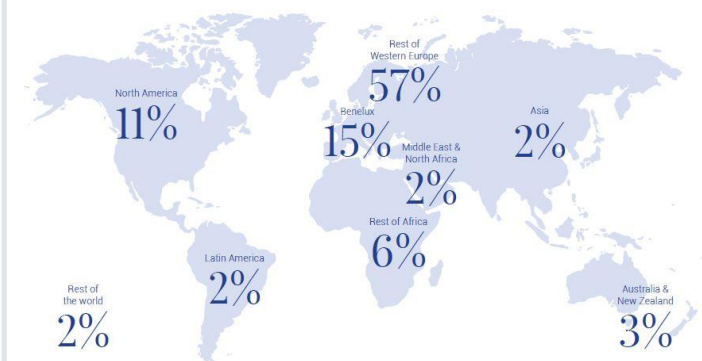 Rest of
Western Europe
57%
North America
11%
Benelux
15%
Asia
2%
Middle East &
North Africa
2%
Rest of Africa
6%
Latin America
2%
Rest of
the world
2%
Australia &
New Zealand
3%